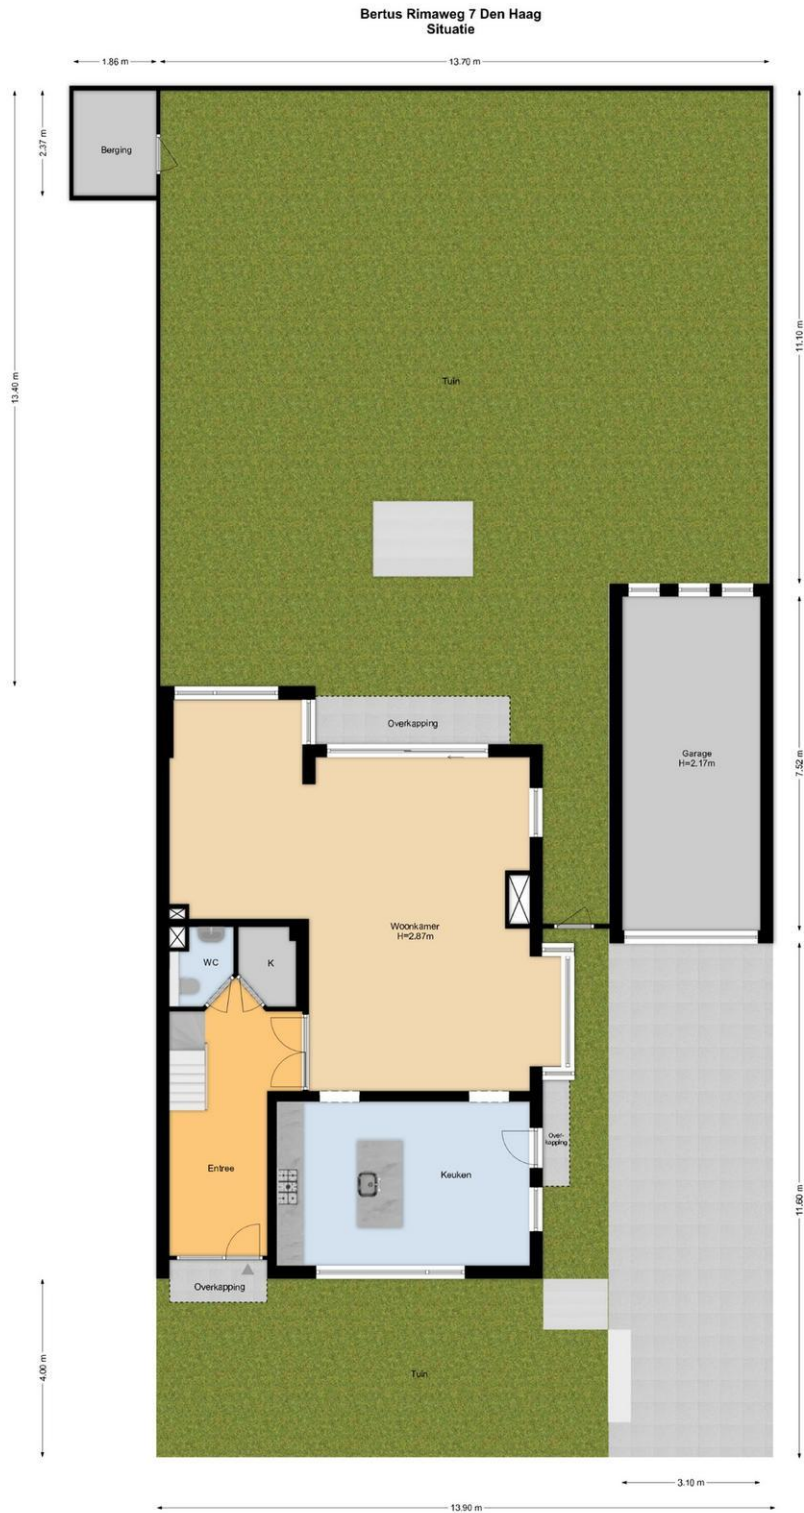 Bertus Rimaweg 7 Den Haag
Situatie
1.86 m
13.70 m
2.37 m
Berging
13.40 m
11.10 m
Tuin
Overkapping
Garage
H=2.17m
7.52 m
Woonkamer
H=2.87m
WC
K
Over-
kapping
Entree
Keuken
11.60 m
Overkapping
4.00 m
Tuin
3.10 m
13.90 m